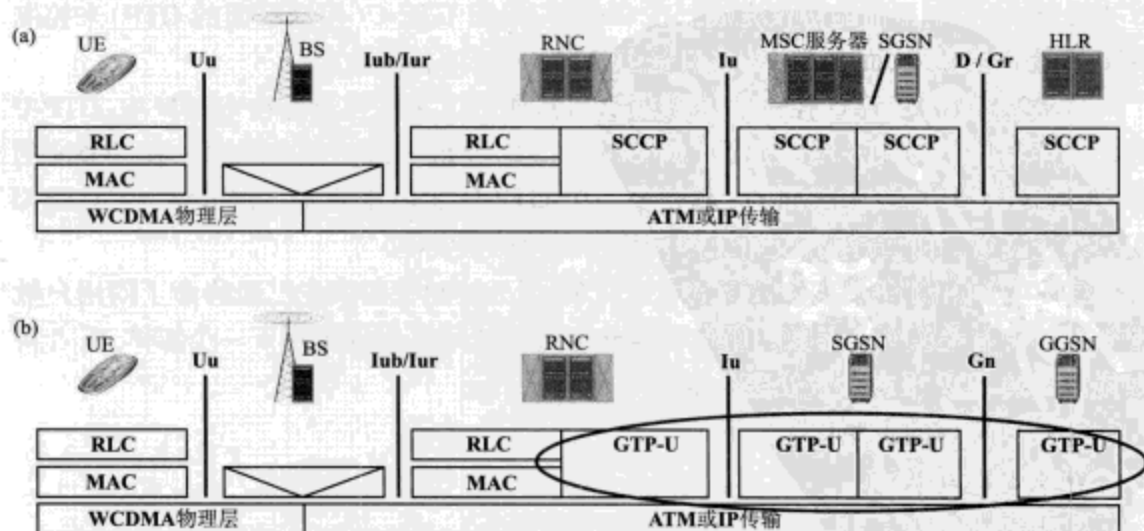 (a)
UE Uu BS Iub/Iur RNC Iu MSC服务器 SGSN D / Gr HLR
RLC RLC SCCP SCCP SCCP SCCP
MAC MAC
WCDMA物理层 ATM或IP传输
(b)
UE Uu BS Iub/Iur RNC Iu SGSN Gn GGSN
RLC RLC GTP-U GTP-U GTP-U GTP-U
MAC MAC
WCDMA物理层 ATM或IP传输